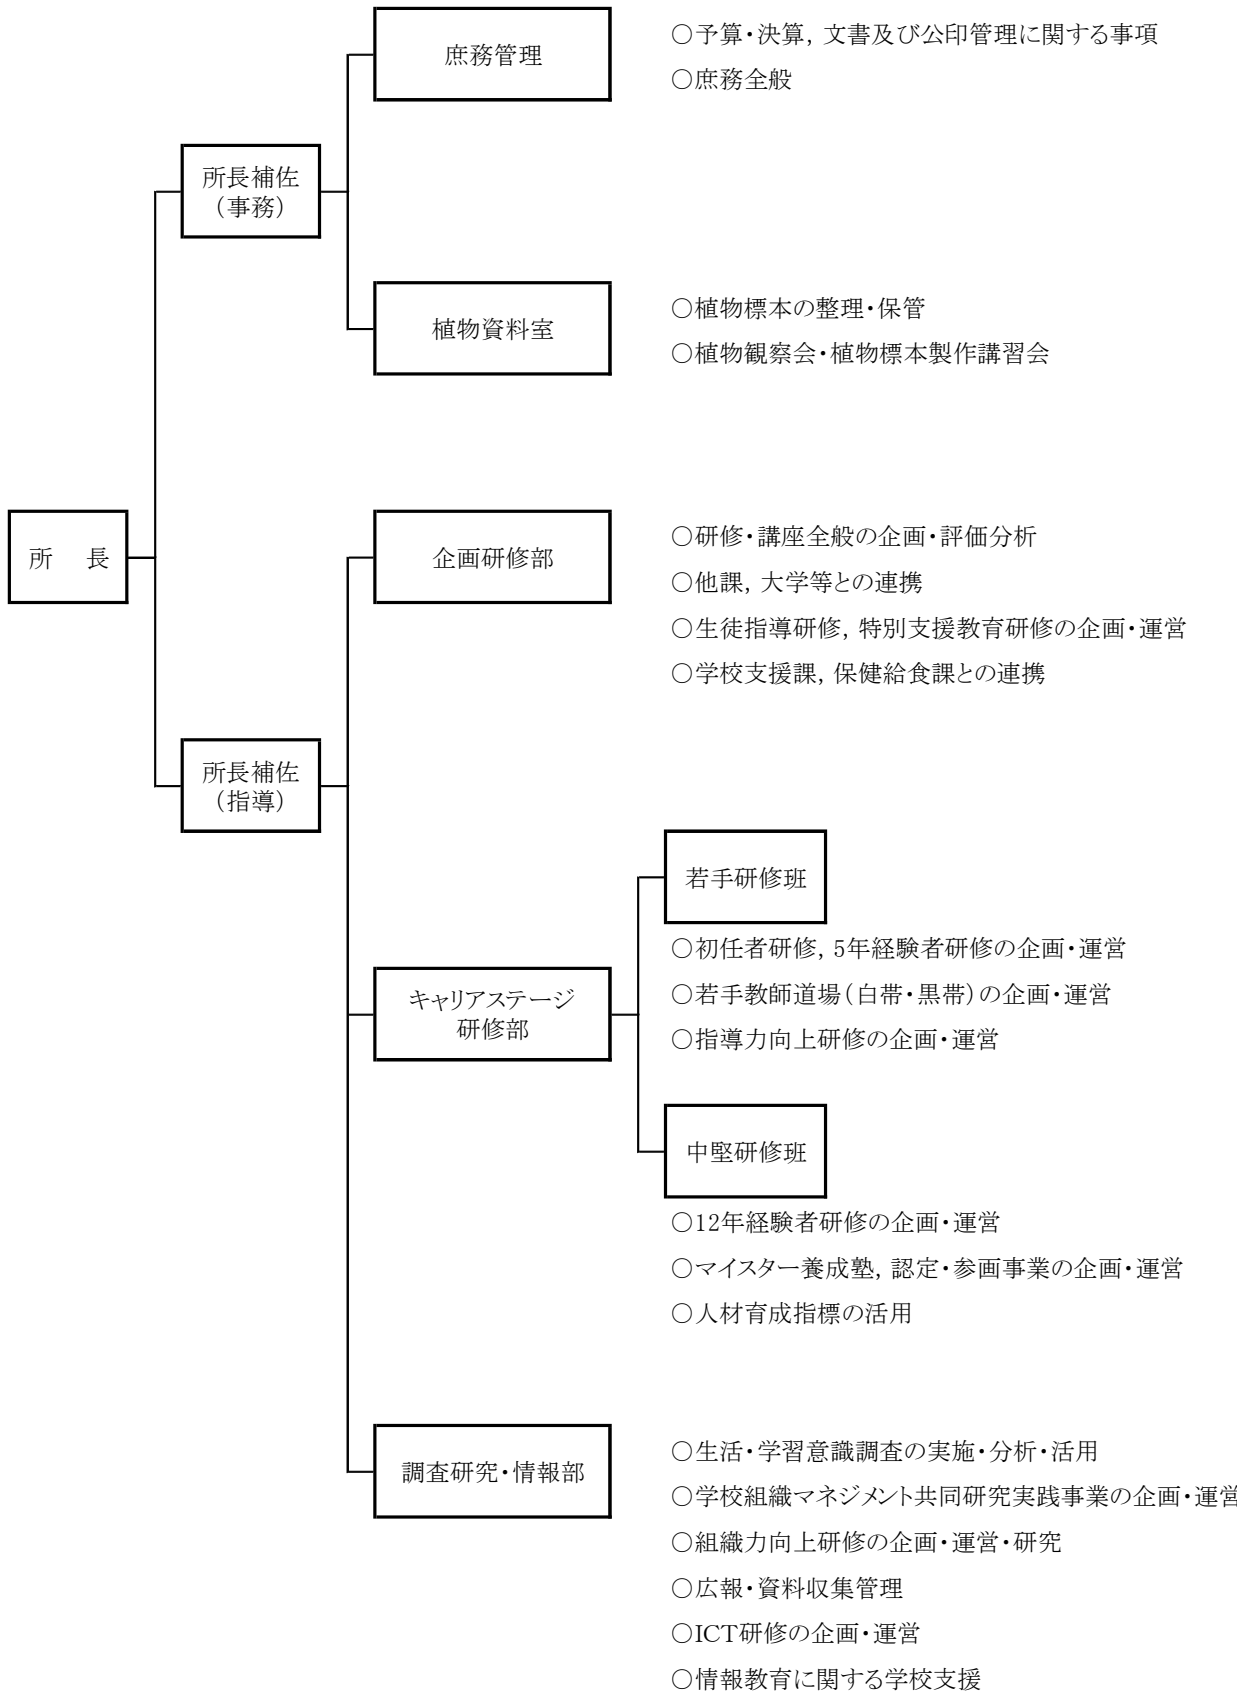 庶務管理
○予算・決算, 文書及び公印管理に関する事項
○庶務全般
所長補佐
(事務)
植物資料室
○植物標本の整理・保管
○植物観察会・植物標本製作講習会
所 長
企画研修部
○研修・講座全般の企画・評価分析
○他課, 大学等との連携
○生徒指導研修, 特別支援教育研修の企画・運営
○学校支援課, 保健給食課との連携
所長補佐
(指導)
若手研修班
○初任者研修, 5年経験者研修の企画・運営
○若手教師道場(白帯・黒帯)の企画・運営
○指導力向上研修の企画・運営
キャリアステージ
研修部
中堅研修班
○12年経験者研修の企画・運営
○マイスター養成塾, 認定・参画事業の企画・運営
○人材育成指標の活用
調査研究・情報部
○生活・学習意識調査の実施・分析・活用
○学校組織マネジメント共同研究実践事業の企画・運営
○組織力向上研修の企画・運営・研究
○広報・資料収集管理
○ICT研修の企画・運営
○情報教育に関する学校支援